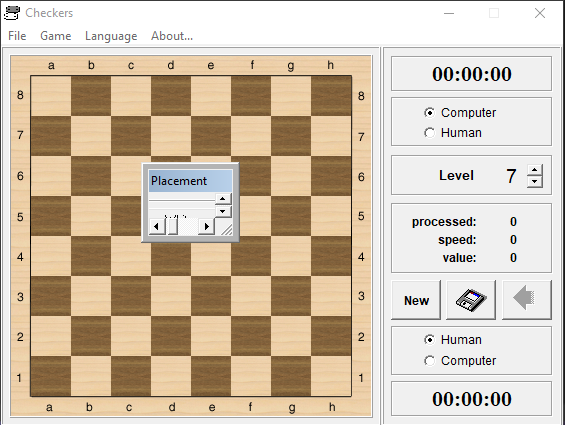 Checkers
File Game Language About...
a b c d e f g h
8 8
7 7
6 6
5 5
4 4
3 3
2 2
1 1
a b c d e f g h
Placement
00:00:00
Computer
Human
Level 7
processed: 0
speed: 0
value: 0
New
Human
Computer
00:00:00